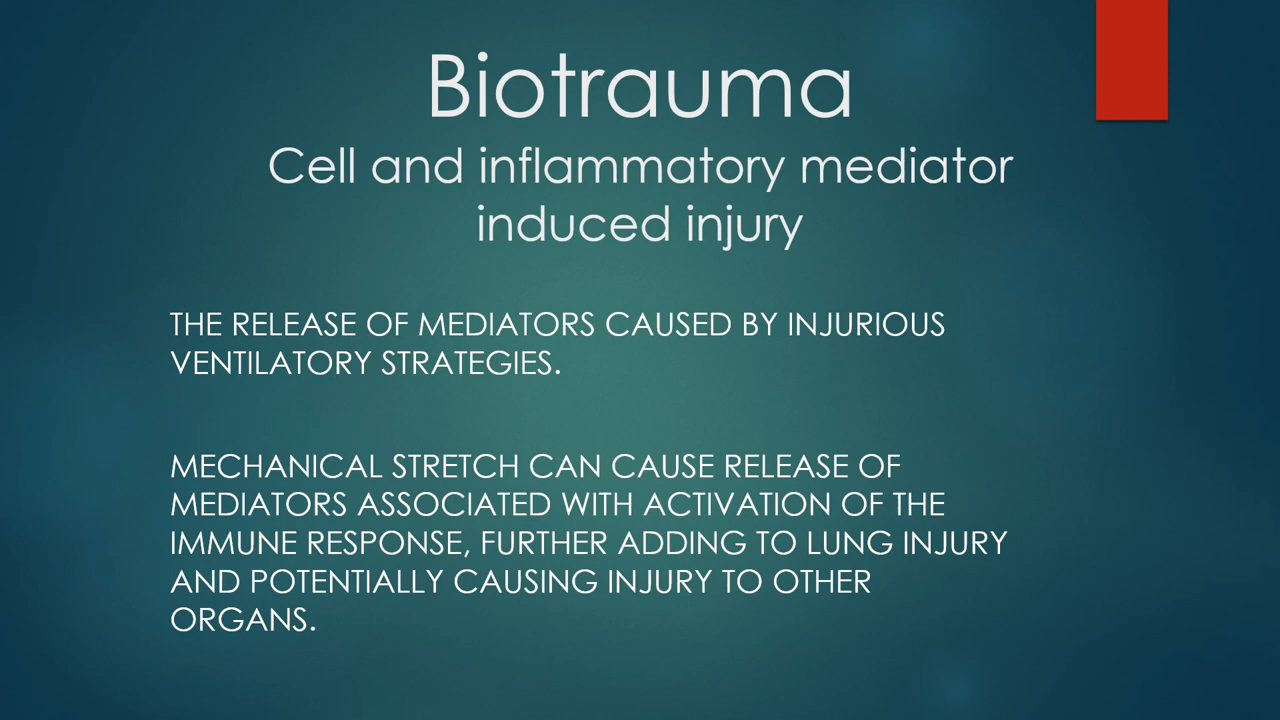 Biotrauma
Cell and inflammatory mediator
induced injury
THE RELEASE OF MEDIATORS CAUSED BY INJURIOUS
VENTILATORY STRATEGIES.
MECHANICAL STRETCH CAN CAUSE RELEASE OF
MEDIATORS ASSOCIATED WITH ACTIVATION OF THE
IMMUNE RESPONSE, FURTHER ADDING TO LUNG INJURY
AND POTENTIALLY CAUSING INJURY TO OTHER
ORGANS.